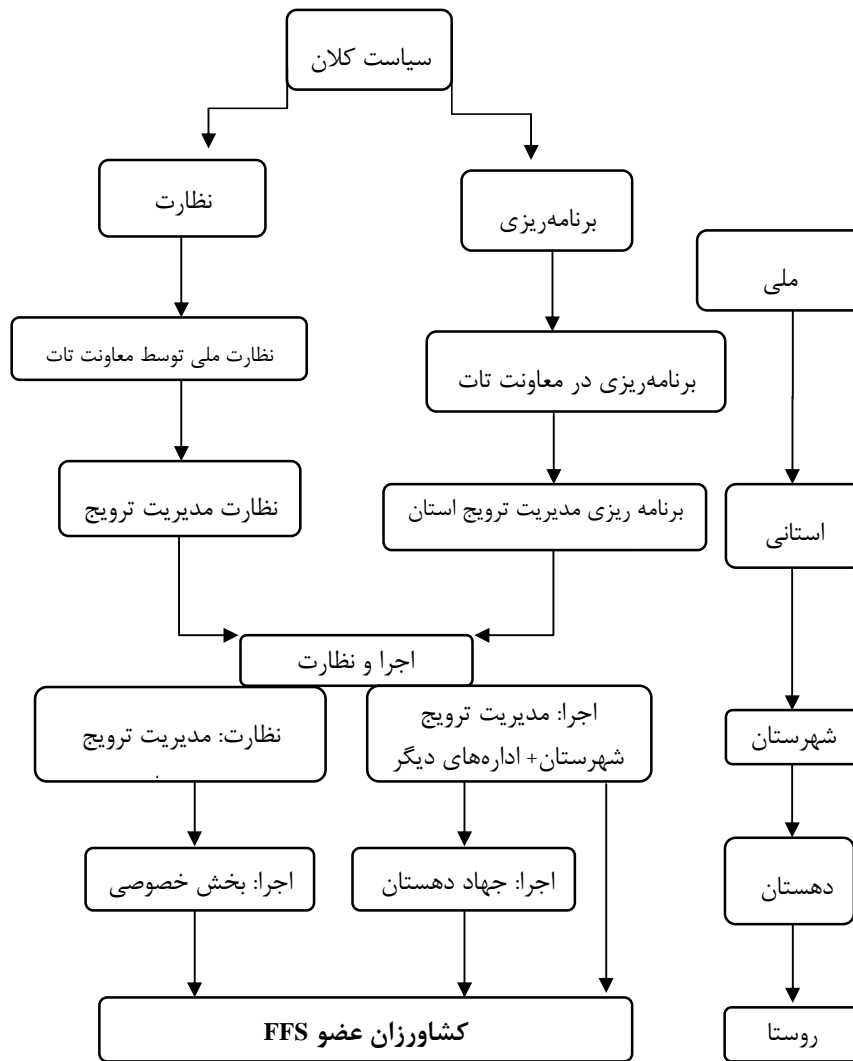 سیاست کلان
نظارت
برنامه‌ریزی
ملی
نظارت ملی توسط معاونت تات
برنامه‌ریزی در معاونت تات
نظارت مدیریت ترویج
برنامه ریزی مدیریت ترویج استان
استانی
اجرا و نظارت
نظارت: مدیریت ترویج
اجرا: مدیریت ترویج
شهرستان+ اداره‌های دیگر
شهرستان
اجرا: بخش خصوصی
اجرا: جهاد دهستان
دهستان
کشاورزان عضو FFS
روستا